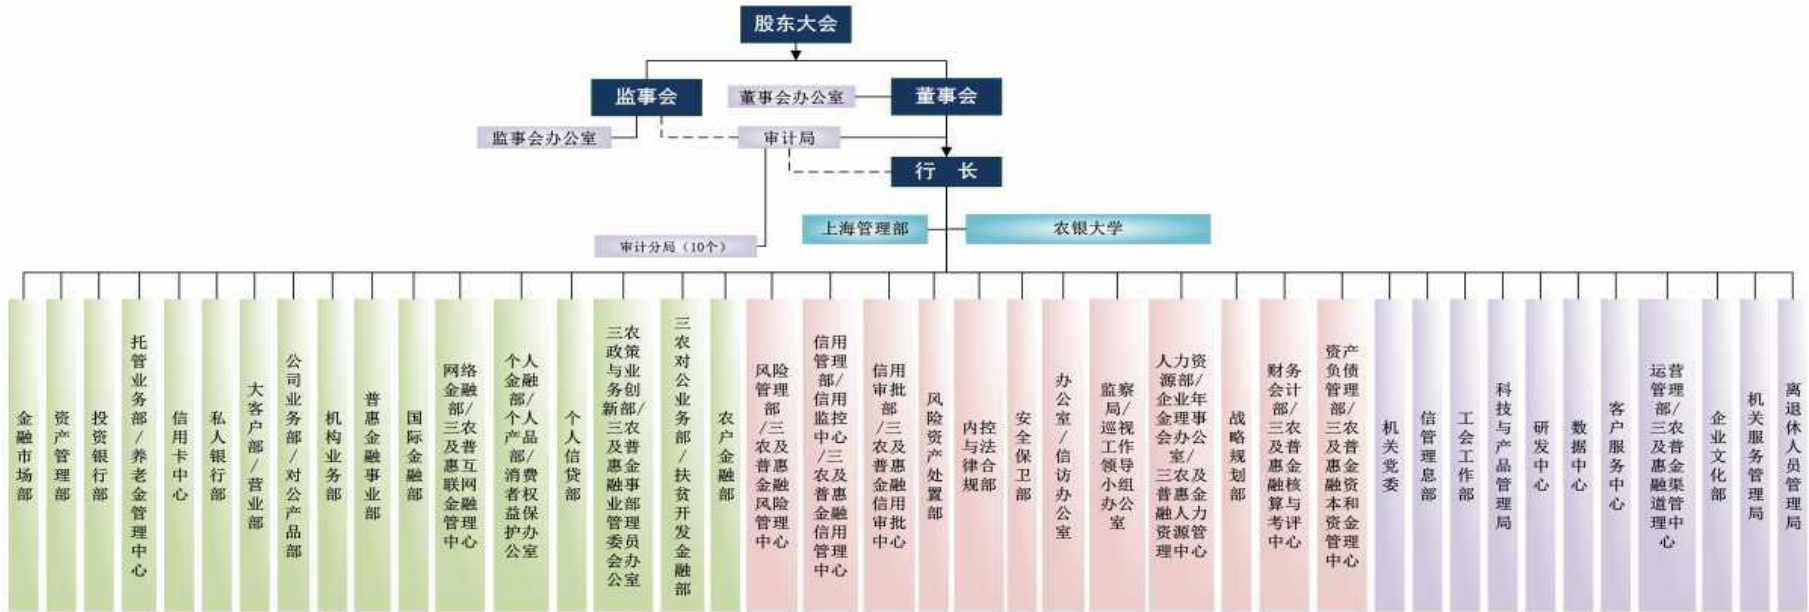 股东大会
监事会
董事会办公室
董事会
监事会办公室
审计局
行 长
上海管理部
农银大学
审计分局（10个）
金融市场部
资产管理部
投资银行部
托管业务部/养老金管理中心
信用卡中心
私人银行部
大客户部/营业部
公司业务部/对公产品部
机构业务部
普惠金融事业部
国际金融部
网络金融部/三农及普惠互联网金融管理中心
个人金融部/个人产品部/消费者权益保护办公室
个人信贷部
三农政策与业务创新部/三农及普惠金融事业部管理委员会办公室
三农对公业务部/扶贫开发金融部
农户金融部
风险管理部/三农及普惠金融风险管理中心
信用管理部/信用监控中心/三农及普惠金融信用管理中心
信用审批部/三农及普惠金融信用审批中心
风险资产处置部
内控与法律合规部
安全保卫部
办公室/信访办公室
监察局/巡视工作领导小组办公室
人力资源部/企业年金理事会办公室/三农及普惠金融人力资源管理中心
战略规划部
财务会计部/三农及普惠金融核算与考评中心
资产负债管理部/三农及普惠金融资本和资金管理中心
机关党委
信管理息部
工会工作部
科技与产品管理局
研发中心
数据中心
客户服务中心
运营管理部/三农及普惠金融渠道管理中心
企业文化部
机关服务管理局
离退休人员管理局